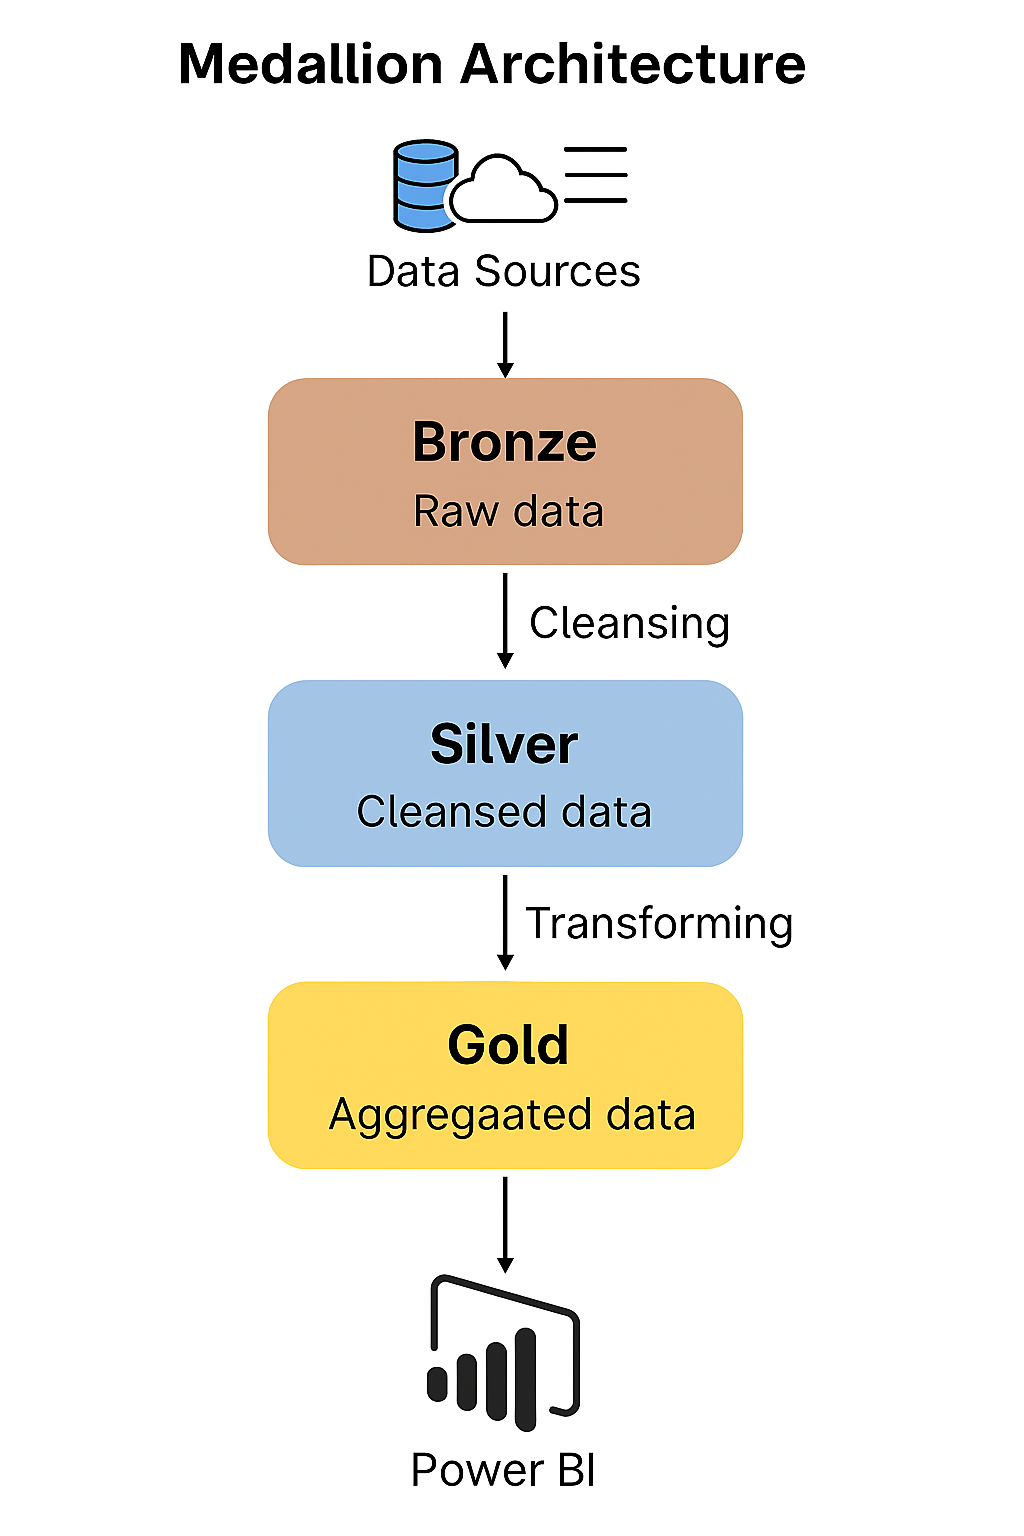 Medallion Architecture
Data Sources
Bronze
Raw data
Cleansing
Silver
Cleansed data
Transforming
Gold
Aggregaated data
Power BI